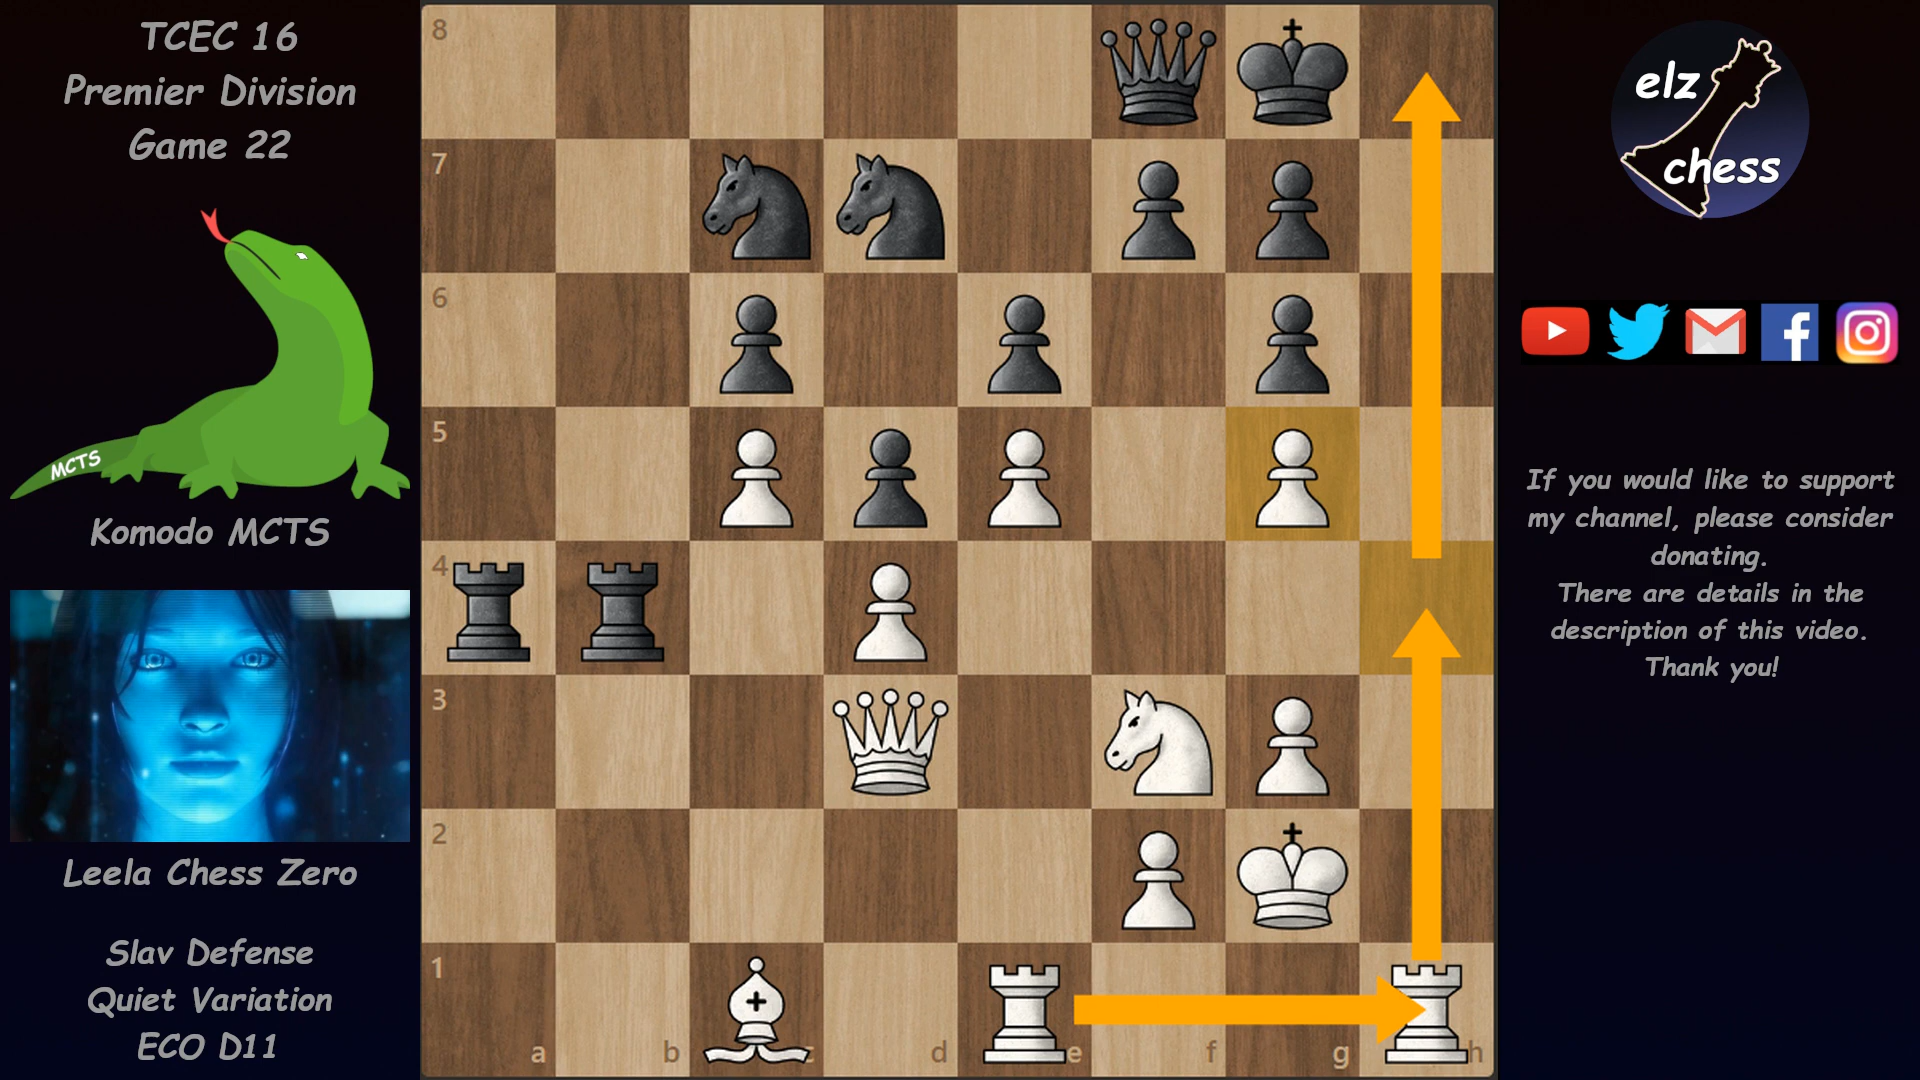 TCEC 16
Premier Division
Game 22
MCTS
Komodo MCTS
Leela Chess Zero
Slav Defense
Quiet Variation
ECO D11
8
7
6
5
4
3
2
1
a
b
c
d
e
f
g
h
elz
chess
If you would like to support
my channel, please consider
donating.
There are details in the
description of this video.
Thank you!